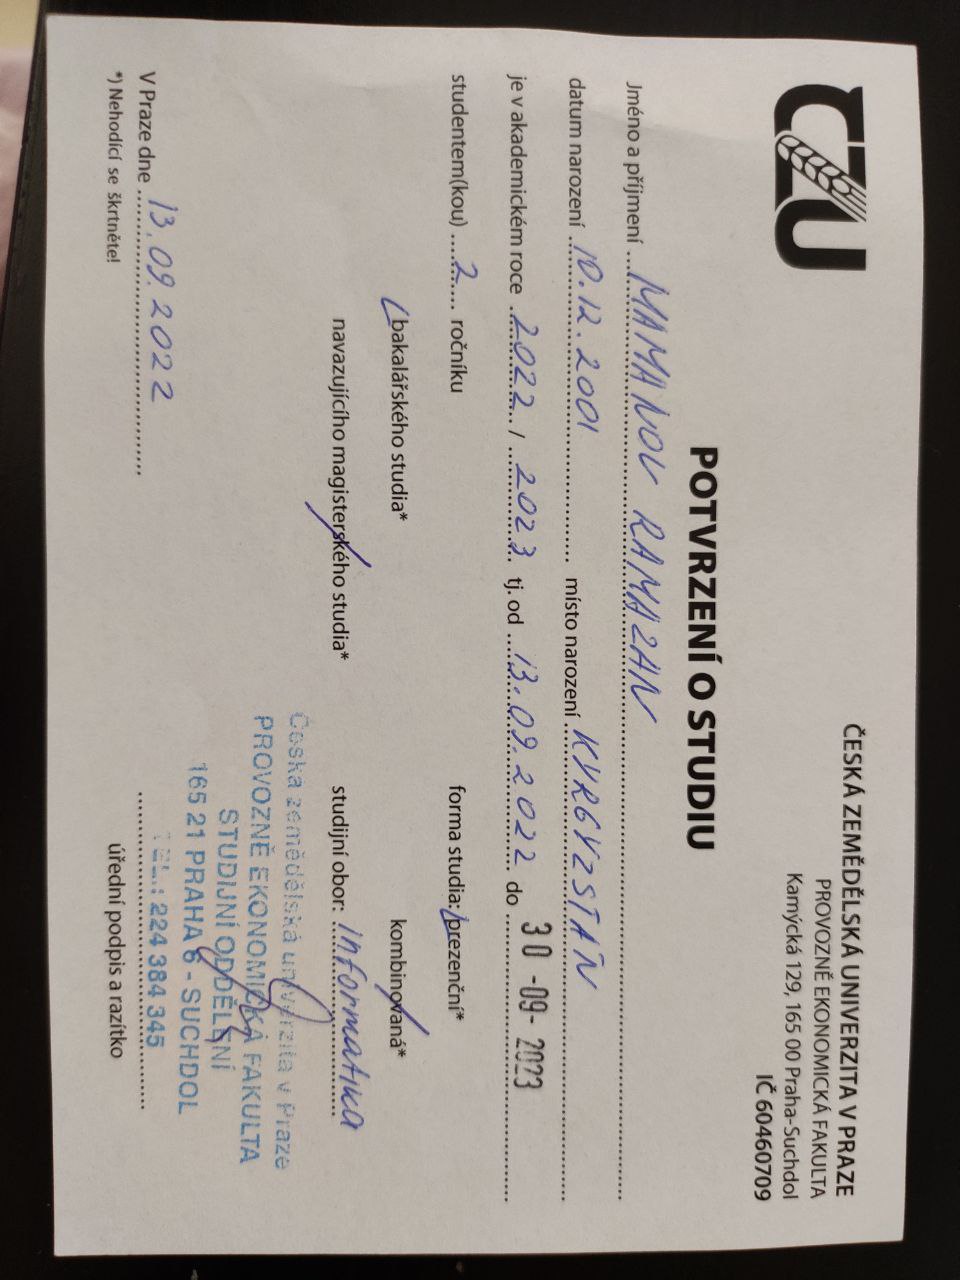 ČZU
ČESKÁ ZEMĚDĚLSKÁ UNIVERZITA V PRAZE
PROVOZNĚ EKONOMICKÁ FAKULTA
Kamýcká 129, 165 00 Praha-Suchdol
IČ 60460709
POTVRZENÍ O STUDIU
Jméno a příjmení MAMANOV RAMAZAN
datum narození 10.12.2001 místo narození KYRGYZSTÁN
je v akademickém roce 2022 / 2023 tj. od 13.09.2022 do 30-09-2023
studentem(kou) 2 ročníku forma studia: prezenční*
bakalářského studia* kombinovaná*
navazujícího magisterského studia* studijní obor: informatika
Česká zemědělská univerzita v Praze
PROVOZNĚ EKONOMICKÁ FAKULTA
STUDIJNÍ ODDĚLENÍ
165 21 PRAHA 6 - SUCHDOL
TEL.: 224 384 345
V Praze dne 13.09.2022
úřední podpis a razítko
*) Nehodící se škrtněte!